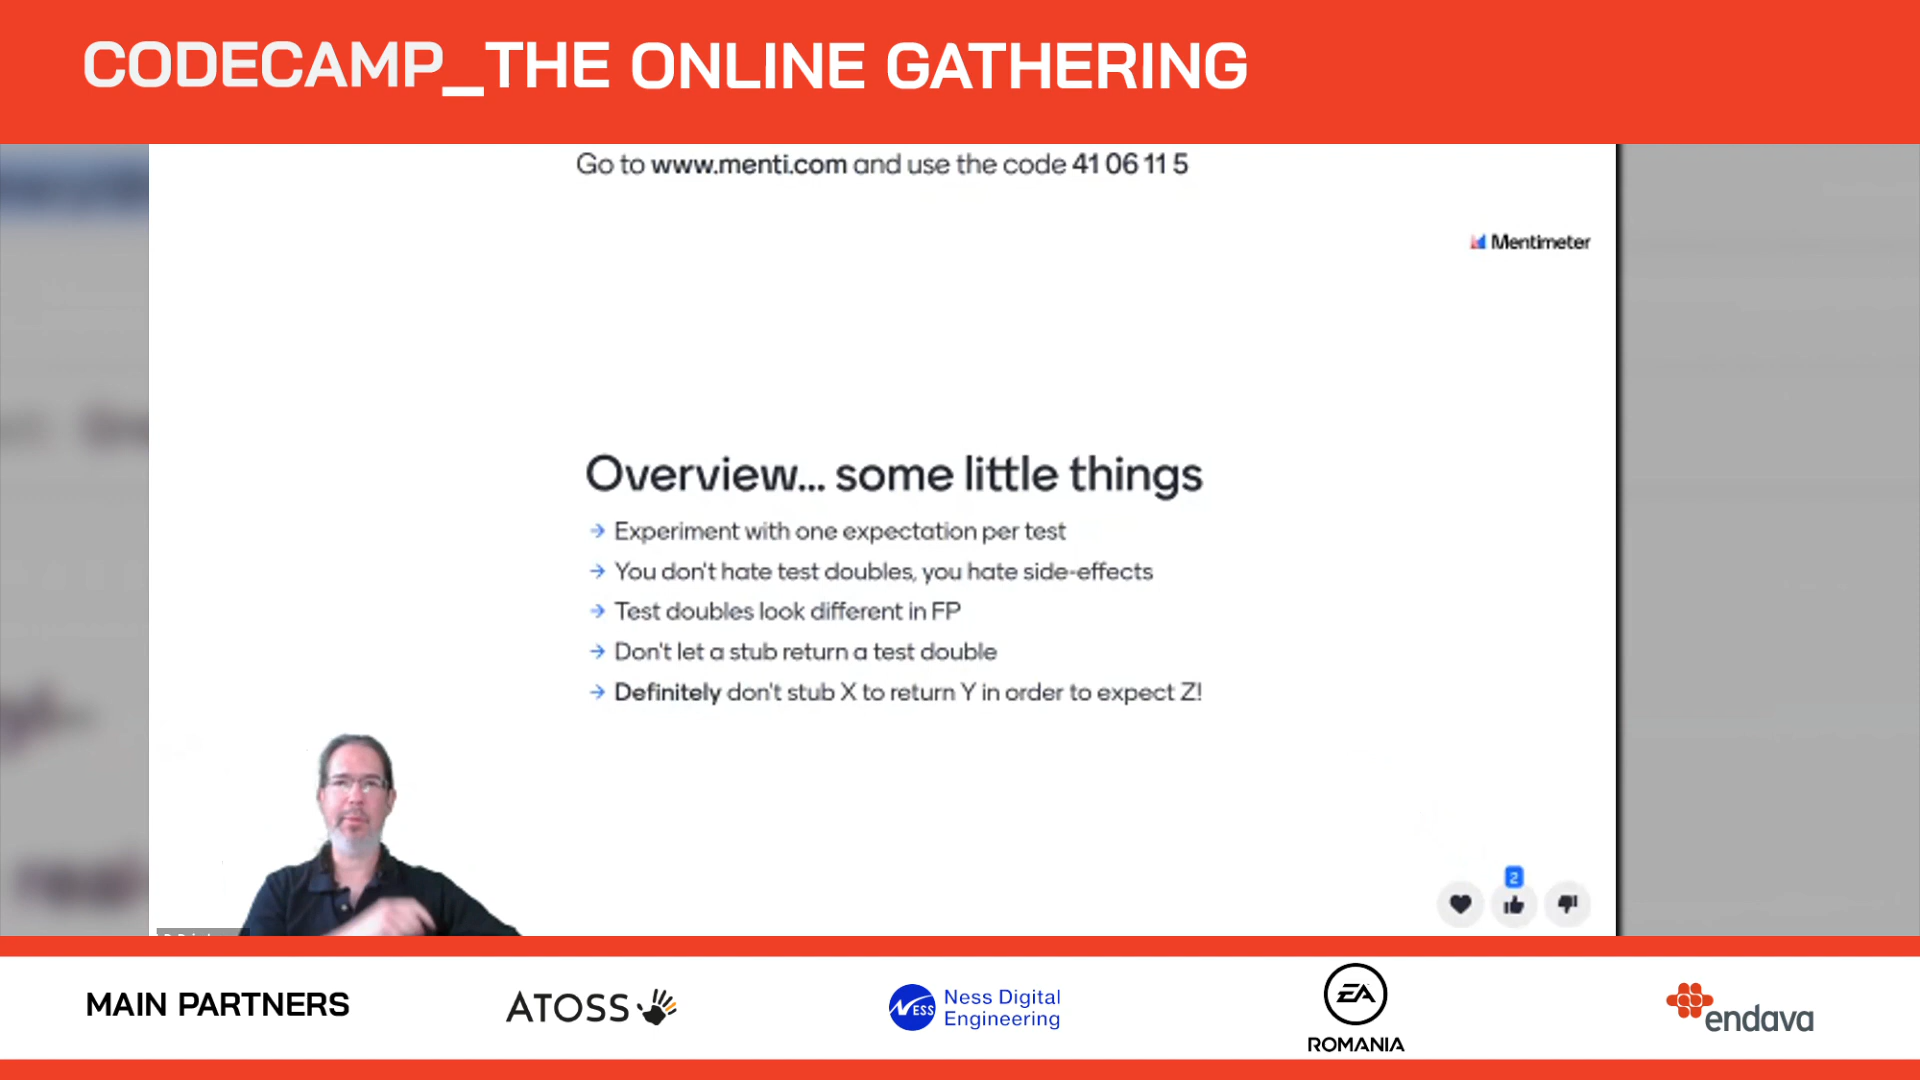 CODECAMP_THE ONLINE GATHERING
Go to www.menti.com and use the code 41 06 11 5
Mentimeter
Overview... some little things
→ Experiment with one expectation per test
→ You don't hate test doubles, you hate side-effects
→ Test doubles look different in FP
→ Don't let a stub return a test double
→ Definitely don't stub X to return Y in order to expect Z!
2
MAIN PARTNERS
ATOSS
NESS
Ness Digital
Engineering
EA
ROMANIA
endava